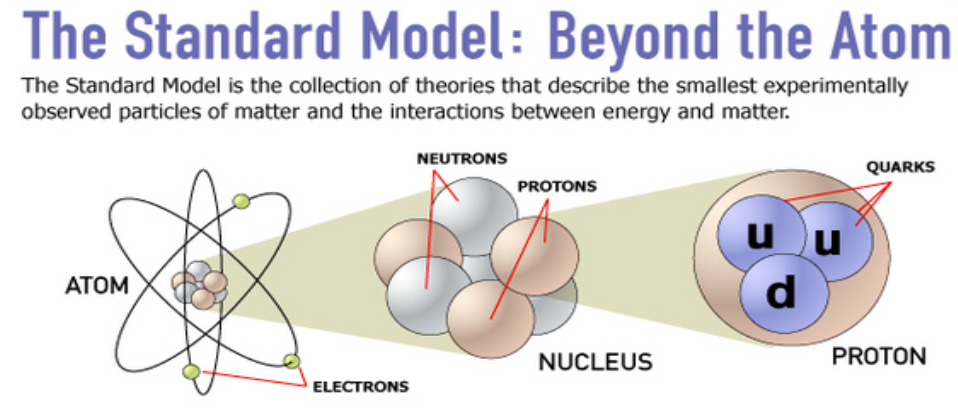 The Standard Model: Beyond the Atom
The Standard Model is the collection of theories that describe the smallest experimentally
observed particles of matter and the interactions between energy and matter.
NEUTRONS
PROTONS
QUARKS
u
u
d
ATOM
NUCLEUS
PROTON
ELECTRONS